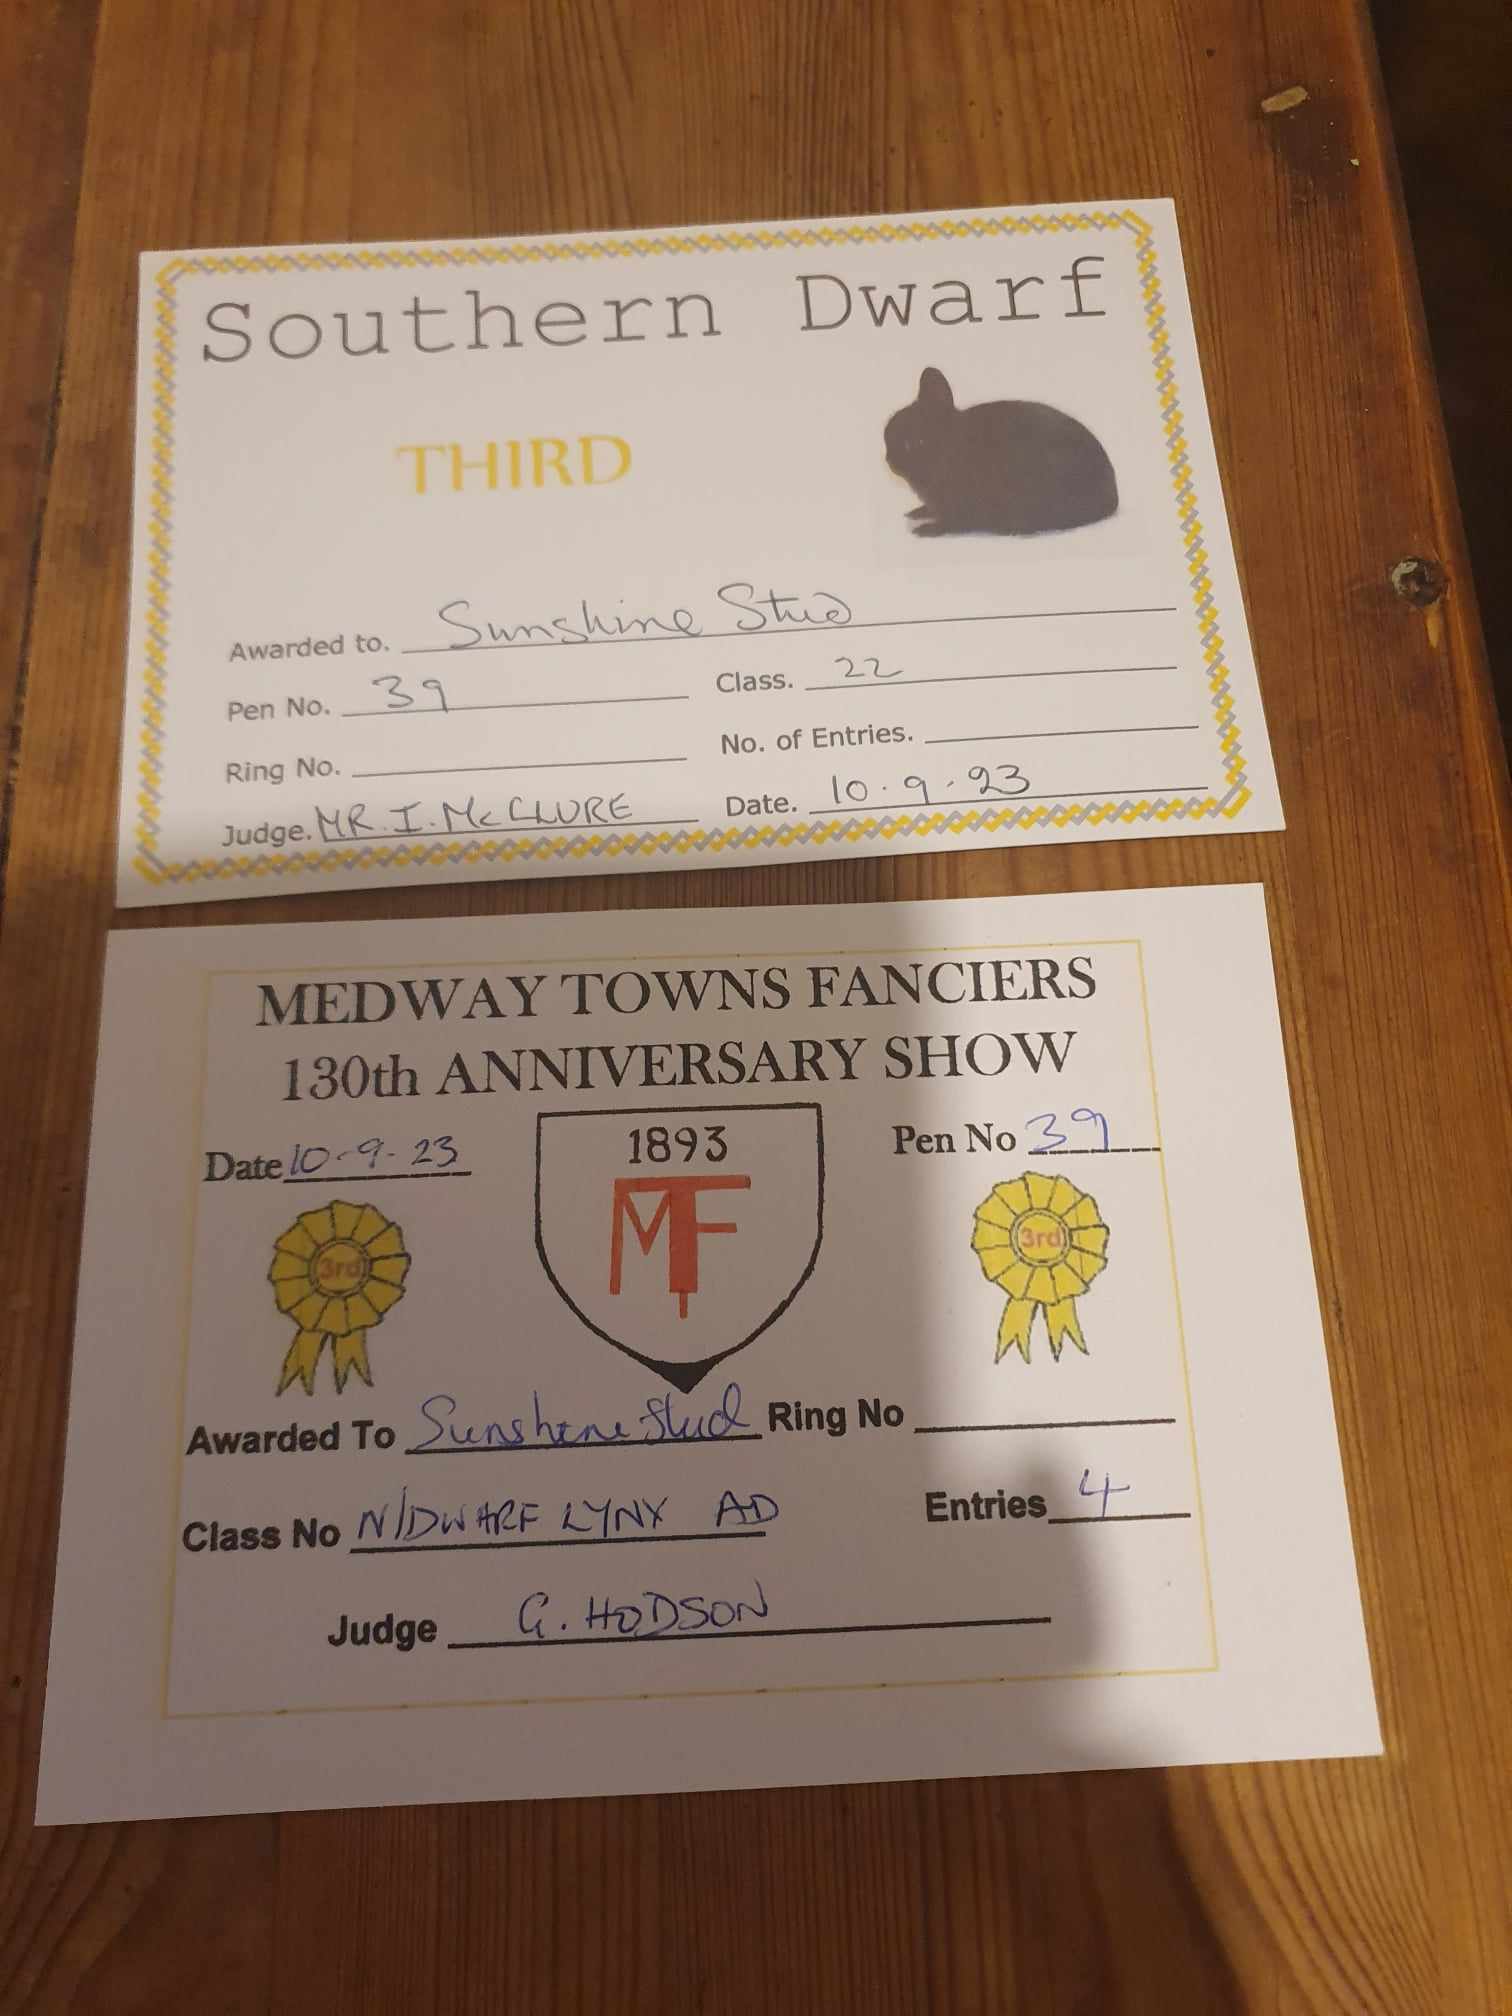 Southern Dwarf
THIRD
Awarded to. Sunshine Stud
Pen No. 39 Class. 22
Ring No. No. of Entries.
Judge. MR. I. McCLURE Date. 10.9.23
MEDWAY TOWNS FANCIERS
130th ANNIVERSARY SHOW
Date 10-9-23 1893 Pen No 39
MTF
3rd 3rd
Awarded To Sunshine Stud Ring No
Class No N/DWARF LYNX AD Entries 4
Judge G. HODSON